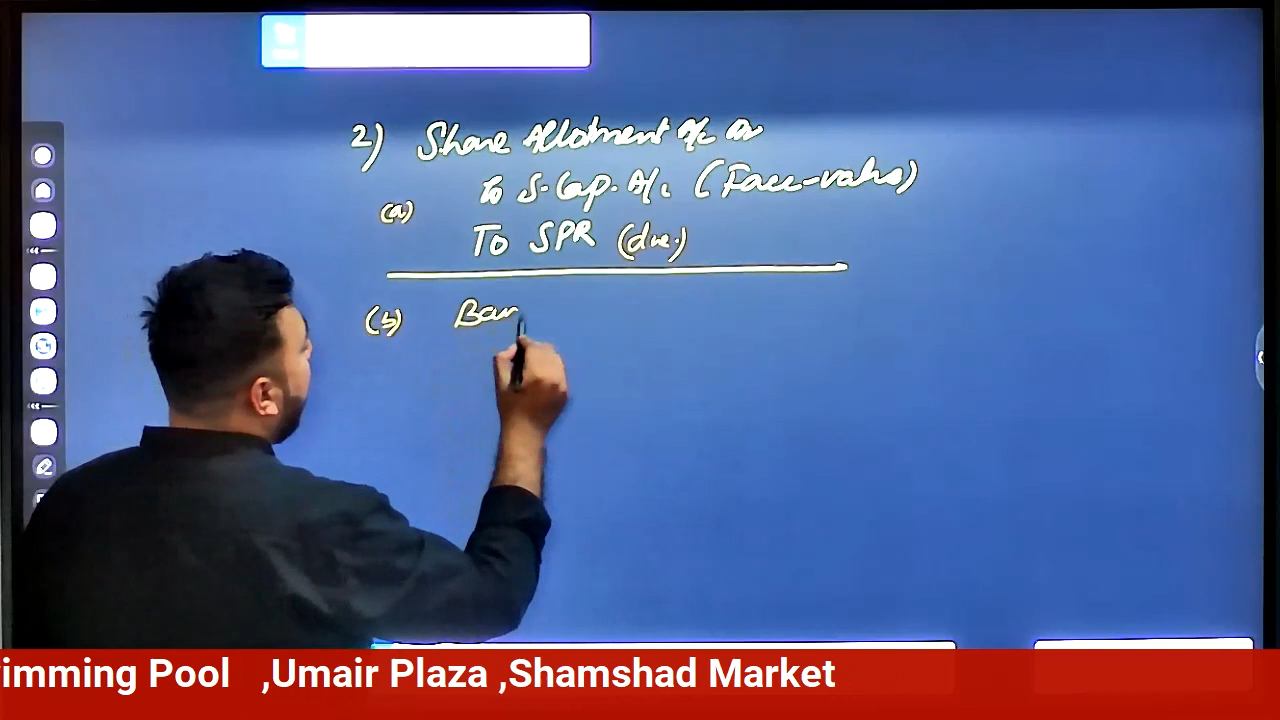 2) Share Allotment A/c Dr
to S. Cap. A/c (Face-value)
(a)
To SPR (due.)
(b) Ban
imming Pool ,Umair Plaza ,Shamshad Market